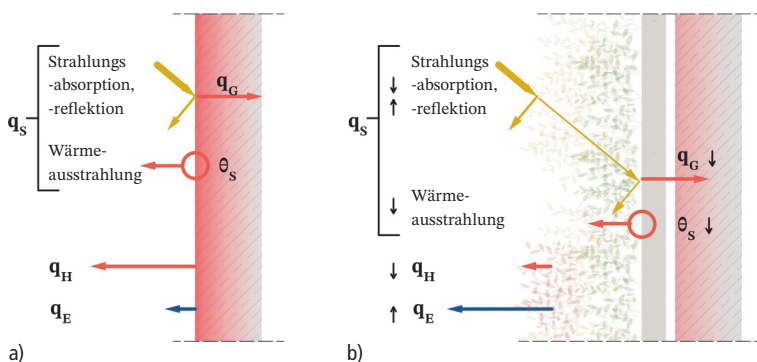 q_S
Strahlungs
-absorption,
-reflektion
Wärme-
ausstrahlung
q_G
θ_S
q_H
q_E
a)
q_S
↓
↑
Strahlungs
-absorption,
-reflektion
↓
Wärme-
ausstrahlung
q_G ↓
θ_S ↓
↓ q_H
↑ q_E
b)